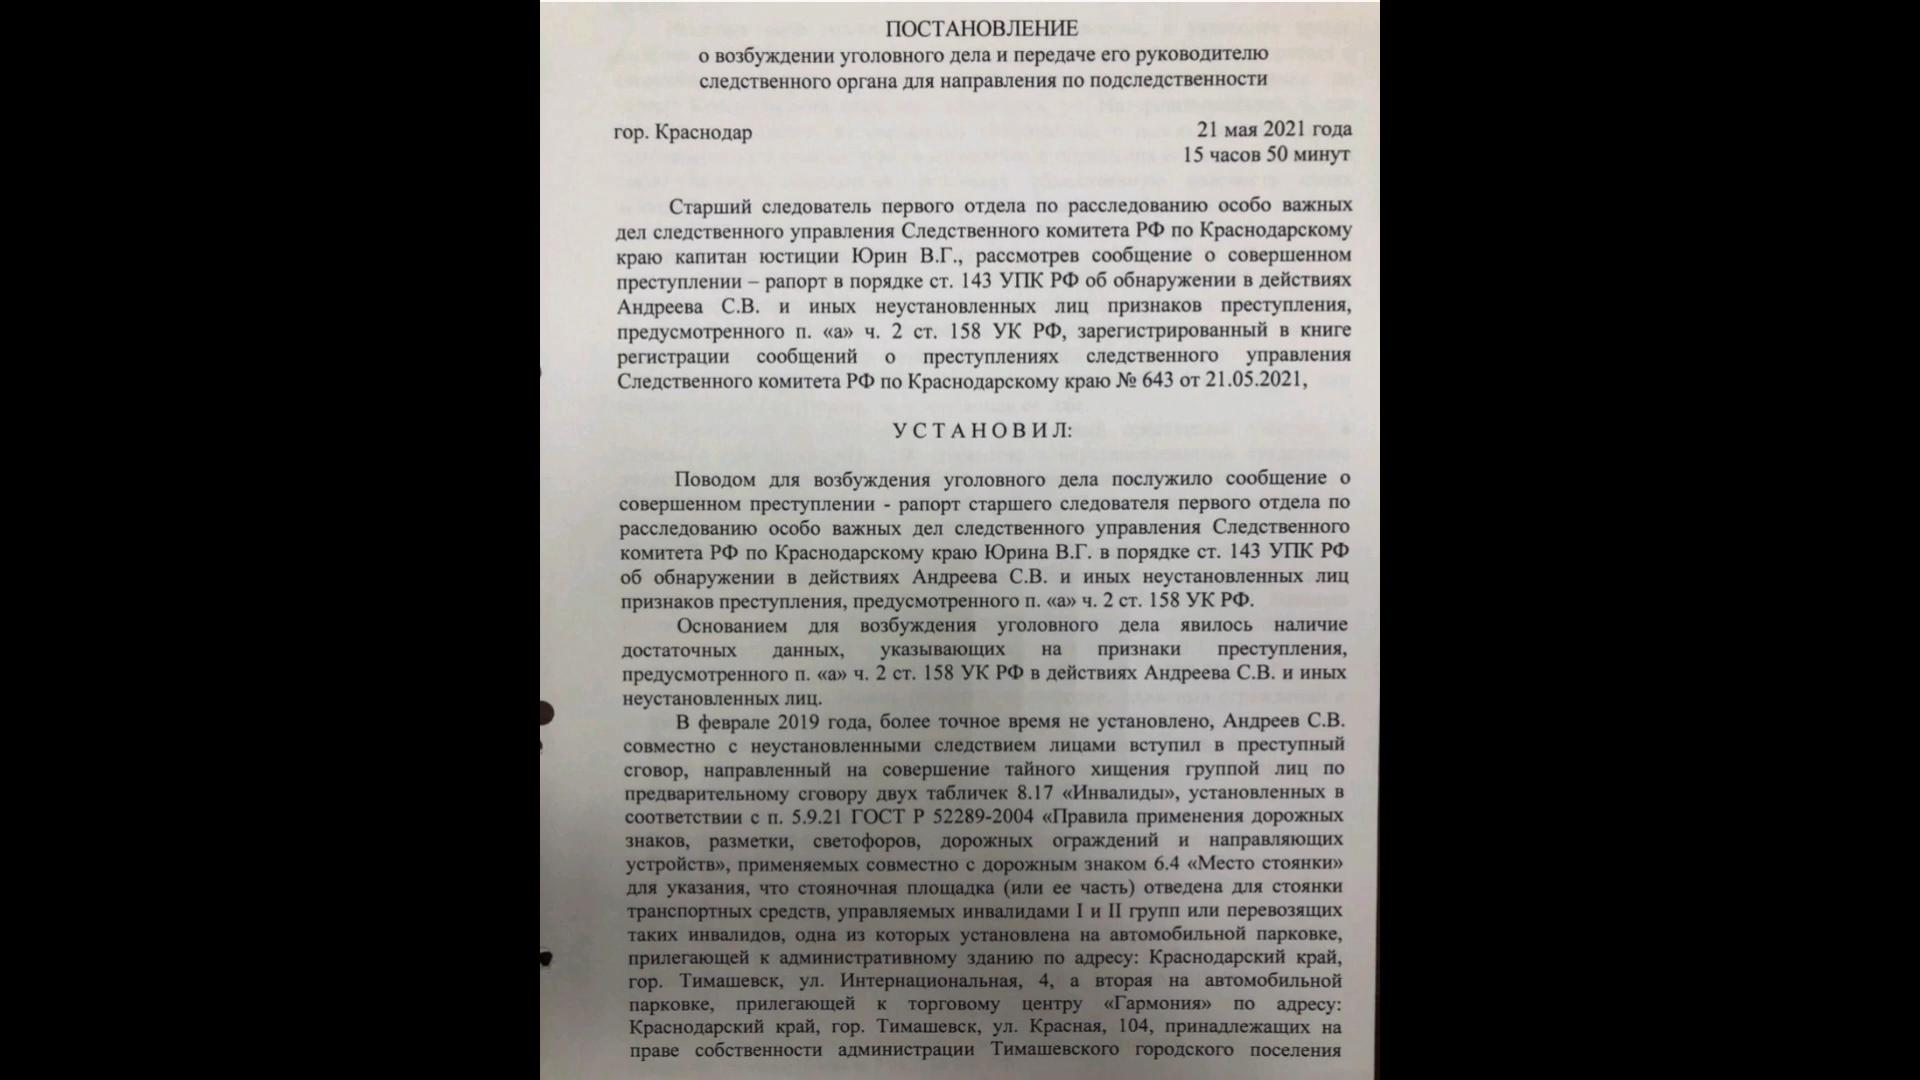 ПОСТАНОВЛЕНИЕ
о возбуждении уголовного дела и передаче его руководителю
следственного органа для направления по подследственности
гор. Краснодар
21 мая 2021 года
15 часов 50 минут
Старший следователь первого отдела по расследованию особо важных
дел следственного управления Следственного комитета РФ по Краснодарскому
краю капитан юстиции Юрин В.Г., рассмотрев сообщение о совершенном
преступлении – рапорт в порядке ст. 143 УПК РФ об обнаружении в действиях
Андреева С.В. и иных неустановленных лиц признаков преступления,
предусмотренного п. «а» ч. 2 ст. 158 УК РФ, зарегистрированный в книге
регистрации сообщений о преступлениях следственного управления
Следственного комитета РФ по Краснодарскому краю № 643 от 21.05.2021,
У С Т А Н О В И Л:
Поводом для возбуждения уголовного дела послужило сообщение о
совершенном преступлении - рапорт старшего следователя первого отдела по
расследованию особо важных дел следственного управления Следственного
комитета РФ по Краснодарскому краю Юрина В.Г. в порядке ст. 143 УПК РФ
об обнаружении в действиях Андреева С.В. и иных неустановленных лиц
признаков преступления, предусмотренного п. «а» ч. 2 ст. 158 УК РФ.
Основанием для возбуждения уголовного дела явилось наличие
достаточных данных, указывающих на признаки преступления,
предусмотренного п. «а» ч. 2 ст. 158 УК РФ в действиях Андреева С.В. и иных
неустановленных лиц.
В феврале 2019 года, более точное время не установлено, Андреев С.В.
совместно с неустановленными следствием лицами вступил в преступный
сговор, направленный на совершение тайного хищения группой лиц по
предварительному сговору двух табличек 8.17 «Инвалиды», установленных в
соответствии с п. 5.9.21 ГОСТ Р 52289-2004 «Правила применения дорожных
знаков, разметки, светофоров, дорожных ограждений и направляющих
устройств», применяемых совместно с дорожным знаком 6.4 «Место стоянки»
для указания, что стояночная площадка (или ее часть) отведена для стоянки
транспортных средств, управляемых инвалидами I и II групп или перевозящих
таких инвалидов, одна из которых установлена на автомобильной парковке,
прилегающей к административному зданию по адресу: Краснодарский край,
гор. Тимашевск, ул. Интернациональная, 4, а вторая на автомобильной
парковке, прилегающей к торговому центру «Гармония» по адресу:
Краснодарский край, гор. Тимашевск, ул. Красная, 104, принадлежащих на
праве собственности администрации Тимашевского городского поселения